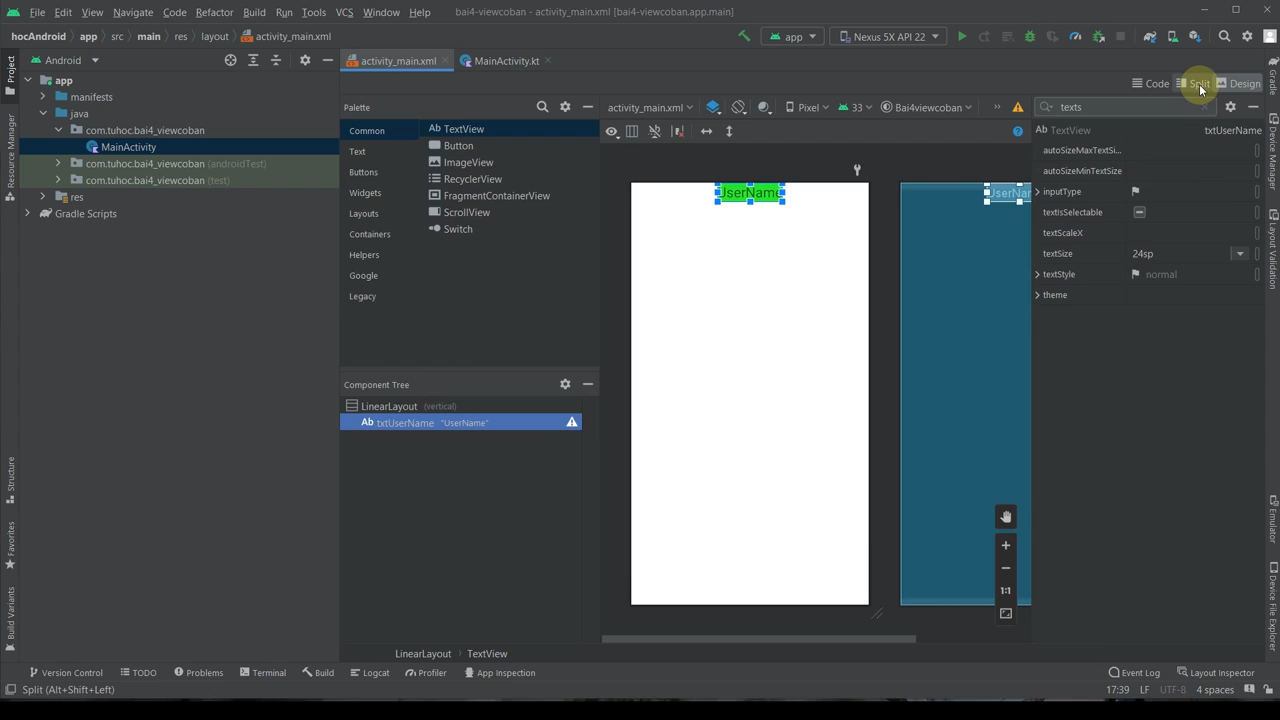 File Edit View Navigate Code Refactor Build Run Tools VCS Window Help bai4-viewcoban - activity_main.xml [bai4-viewcoban.app.main]
hocAndroid app src main res layout activity_main.xml app Nexus 5X API 22
Project Android activity_main.xml MainActivity.kt Gradle
Code Split Design
app
manifests
java
com.tuhoc.bai4_viewcoban
MainActivity
com.tuhoc.bai4_viewcoban (androidTest)
com.tuhoc.bai4_viewcoban (test)
res
Gradle Scripts
Resource Manager
Structure
Favorites
Build Variants
Palette
Common
Text
Buttons
Widgets
Layouts
Containers
Helpers
Google
Legacy
Ab TextView
Button
ImageView
RecyclerView
FragmentContainerView
ScrollView
Switch
Component Tree
LinearLayout (vertical)
Ab txtUserName "UserName"
activity_main.xml Pixel 33 Bai4viewcoban »
UserName
UserNam
1:1
texts
Ab TextView txtUserName
autoSizeMaxTextSi...
autoSizeMinTextSize
inputType
textIsSelectable
textScaleX
textSize 24sp
textStyle normal
theme
Device Manager
Layout Validation
Emulator
Device File Explorer
LinearLayout › TextView
Version Control TODO Problems Terminal Build Logcat Profiler App Inspection Event Log Layout Inspector
Split (Alt+Shift+Left) 17:39 LF UTF-8 4 spaces